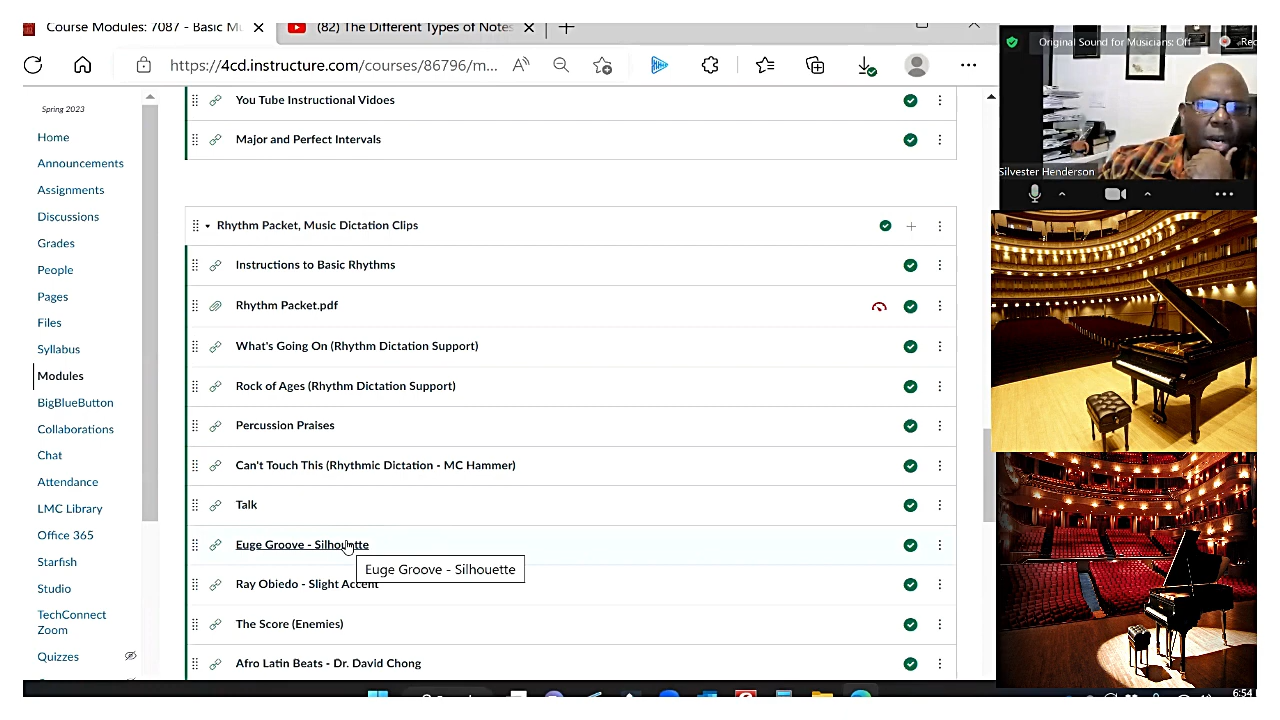 Course Modules: 7087 - Basic Mu
(82) The Different Types of Notes
https://4cd.instructure.com/courses/86796/m...
Original Sound for Musicians: Off
Rec
Silvester Henderson
Spring 2023
Home
Announcements
Assignments
Discussions
Grades
People
Pages
Files
Syllabus
Modules
BigBlueButton
Collaborations
Chat
Attendance
LMC Library
Office 365
Starfish
Studio
TechConnect
Zoom
Quizzes
You Tube Instructional Vidoes
Major and Perfect Intervals
Rhythm Packet, Music Dictation Clips
Instructions to Basic Rhythms
Rhythm Packet.pdf
What's Going On (Rhythm Dictation Support)
Rock of Ages (Rhythm Dictation Support)
Percussion Praises
Can't Touch This (Rhythmic Dictation - MC Hammer)
Talk
Euge Groove - Silhouette
Euge Groove - Silhouette
Ray Obiedo - Slight Accent
The Score (Enemies)
Afro Latin Beats - Dr. David Chong
6:54